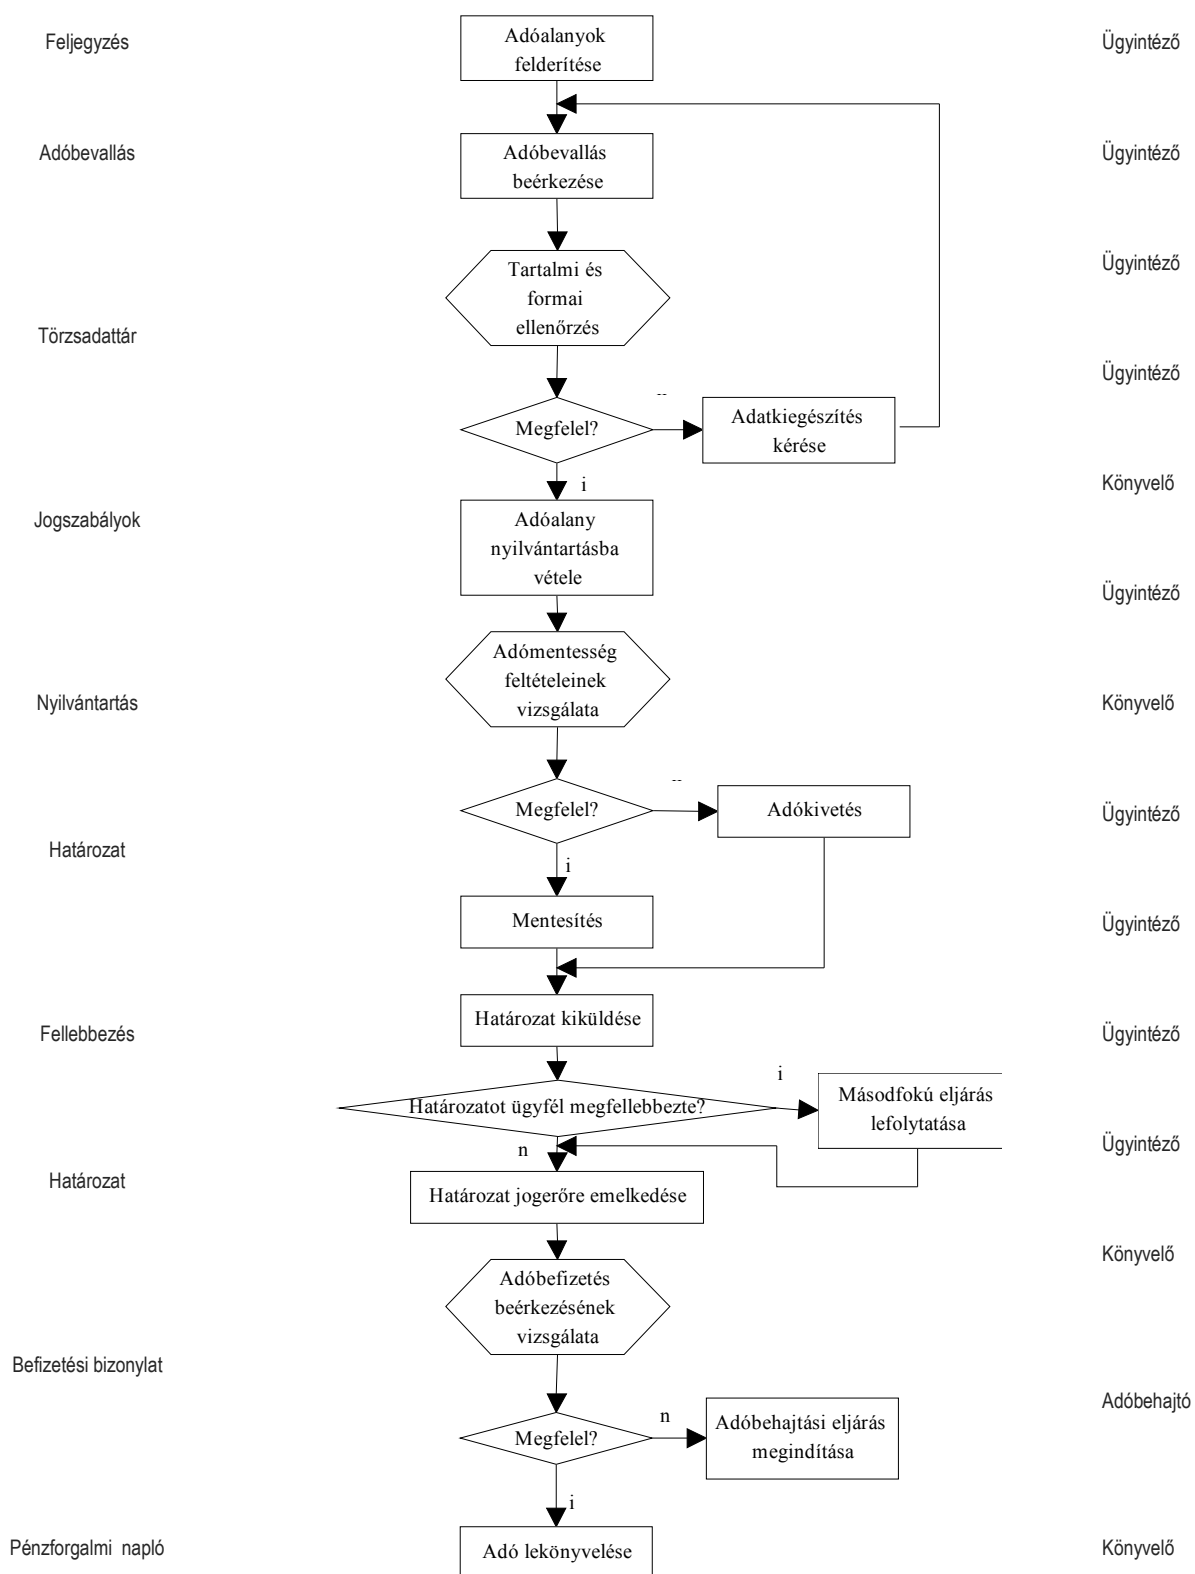 Feljegyzés
Adóalanyok
felderítése
Ügyintéző
Adóbevallás
Adóbevallás
beérkezése
Ügyintéző
Tartalmi és
formai
ellenőrzés
Ügyintéző
Törzsadattár
Ügyintéző
Megfelel?
Adatkiegészítés
kérése
i
Könyvelő
Jogszabályok
Adóalany
nyilvántartásba
vétele
Ügyintéző
Adómentesség
feltételeinek
vizsgálata
Nyilvántartás
Könyvelő
Megfelel?
Adókivetés
Ügyintéző
i
Határozat
Mentesítés
Ügyintéző
Határozat kiküldése
Fellebbezés
Ügyintéző
Határozatot ügyfél megfellebbezte?
i
Másodfokú eljárás
lefolytatása
n
Ügyintéző
Határozat
Határozat jogerőre emelkedése
Könyvelő
Adóbefizetés
beérkezésének
vizsgálata
Befizetési bizonylat
Adóbehajtó
Megfelel?
n
Adóbehajtási eljárás
megindítása
i
Pénzforgalmi napló
Adó lekönyvelése
Könyvelő